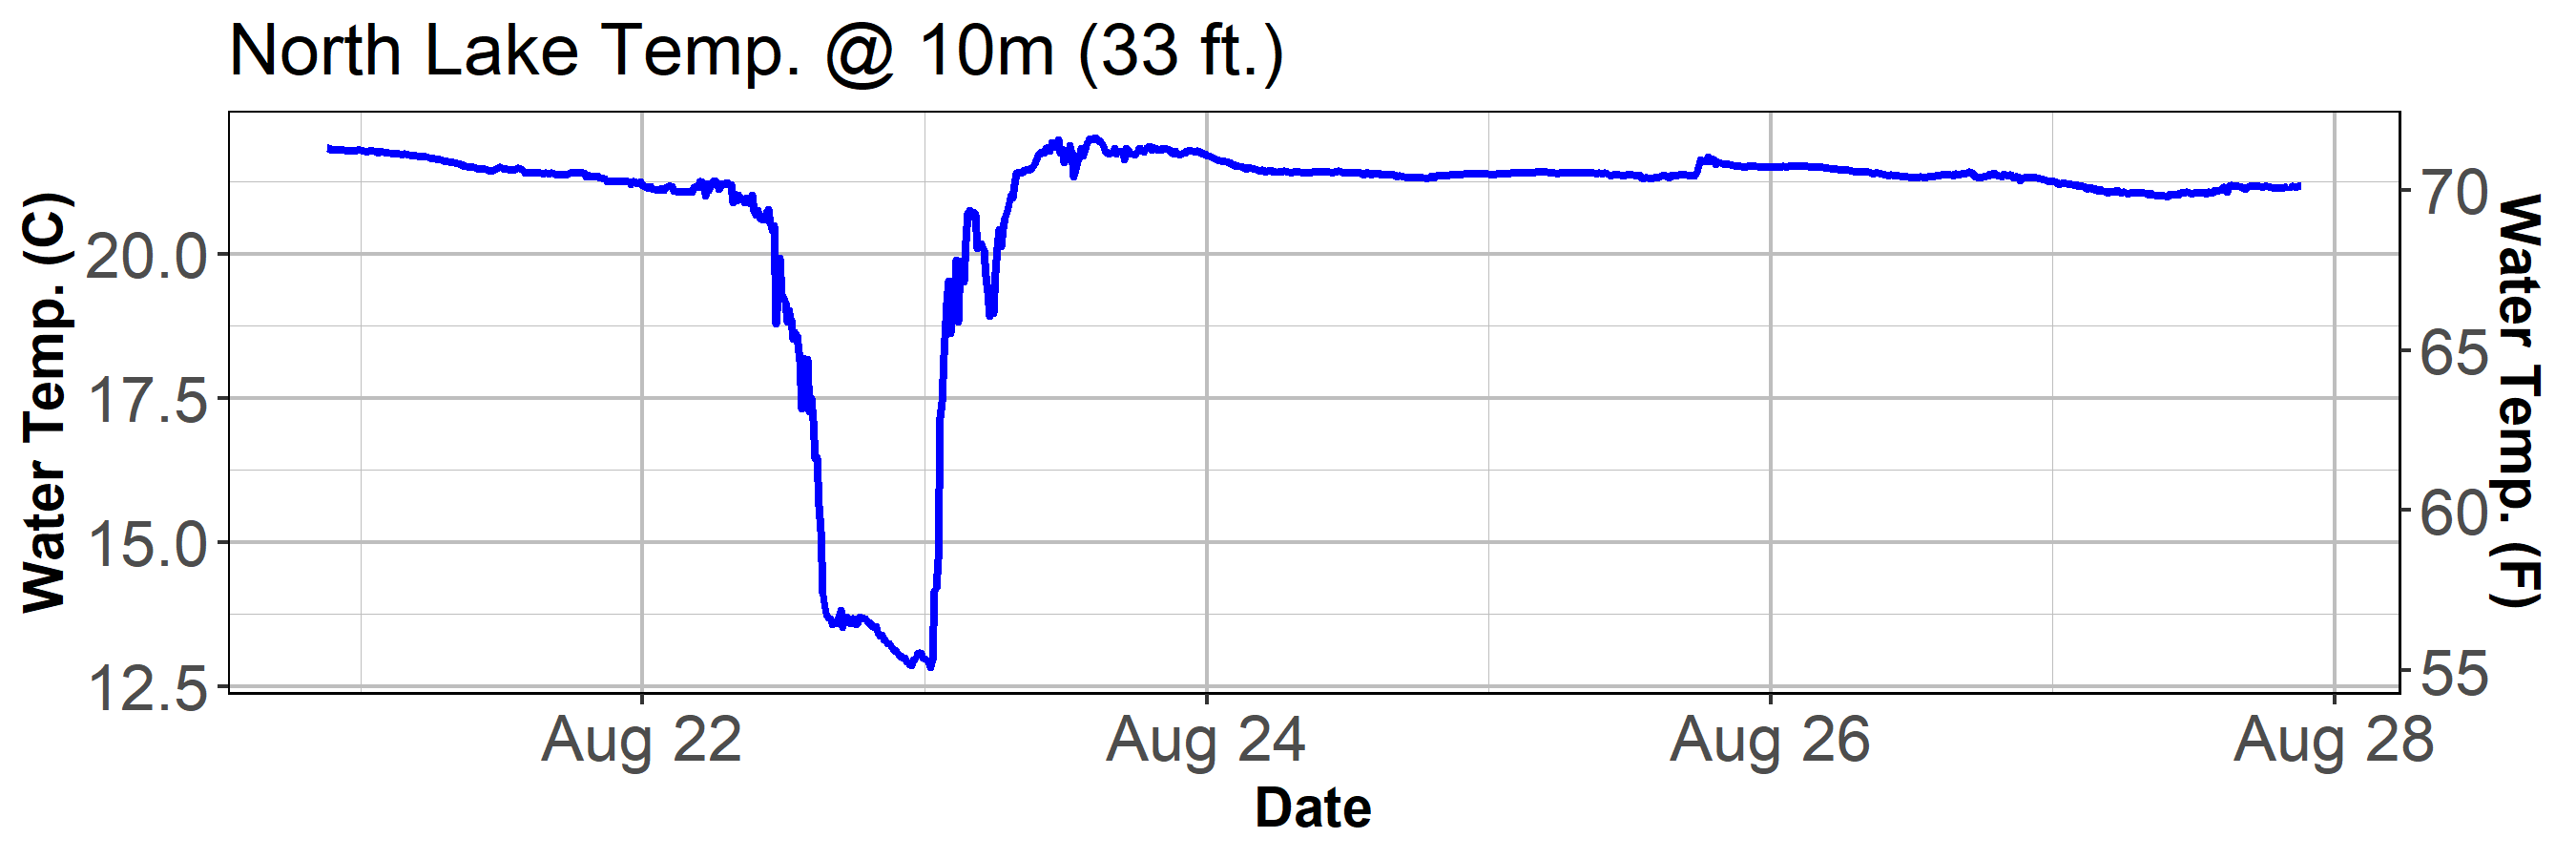 North Lake Temp. @ 10m (33 ft.)
Water Temp. (C)
20.0
17.5
15.0
12.5
70
65
60
55
Water Temp. (F)
Aug 22
Aug 24
Aug 26
Aug 28
Date